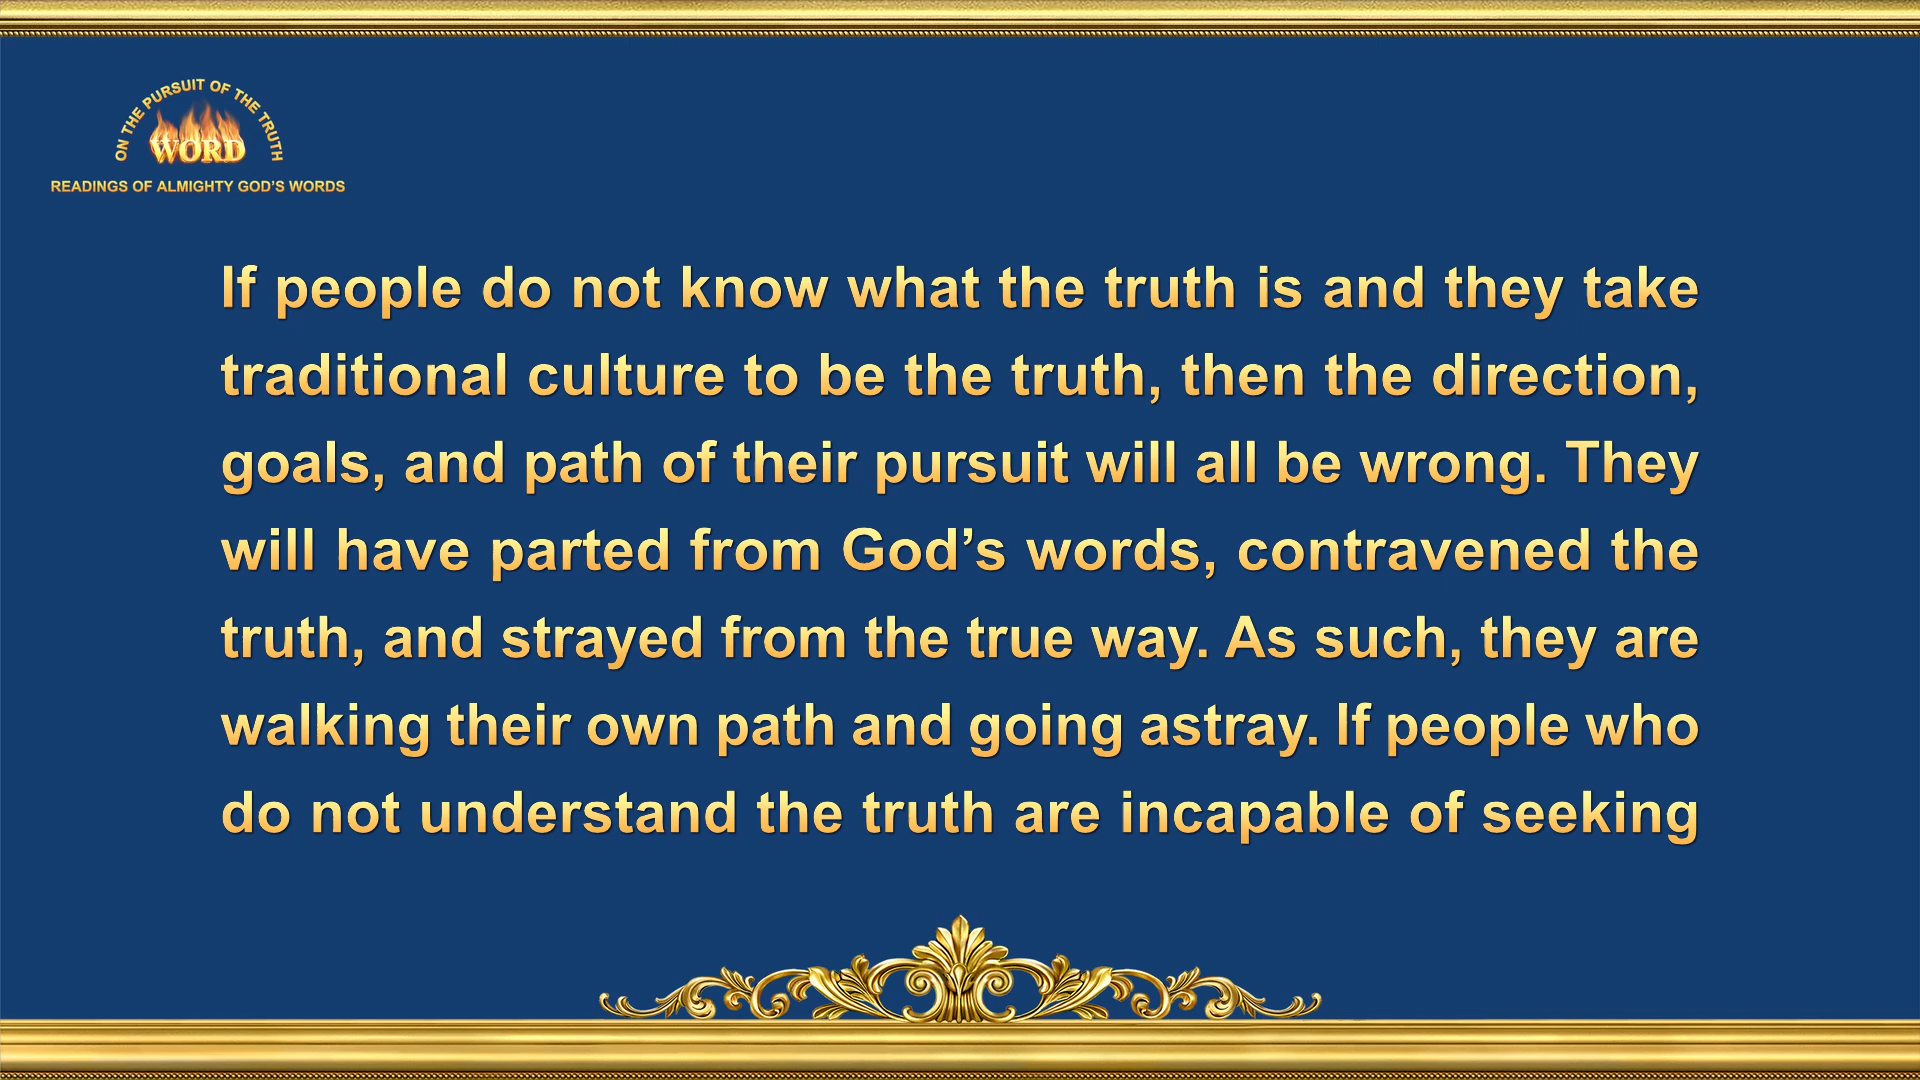 ON THE PURSUIT OF THE TRUTH
WORD
READINGS OF ALMIGHTY GOD’S WORDS
If people do not know what the truth is and they take
traditional culture to be the truth, then the direction,
goals, and path of their pursuit will all be wrong. They
will have parted from God’s words, contravened the
truth, and strayed from the true way. As such, they are
walking their own path and going astray. If people who
do not understand the truth are incapable of seeking